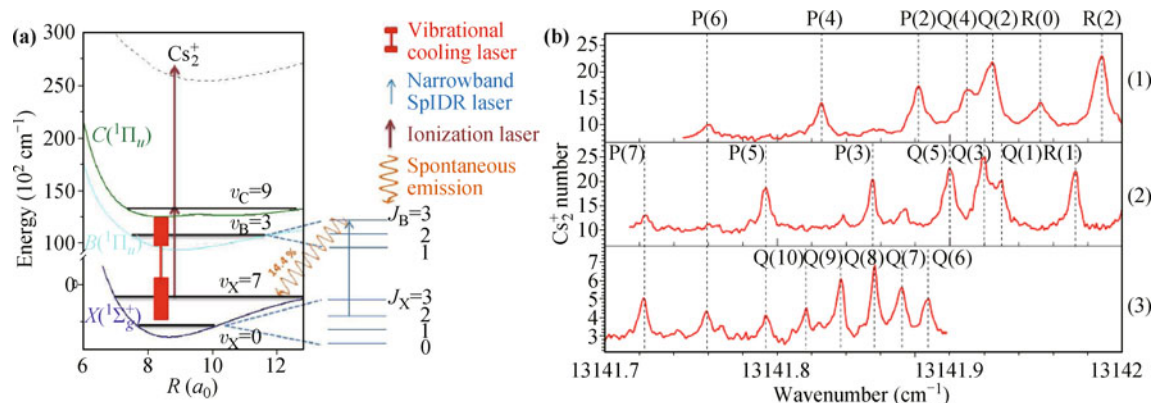 (a)
300
250
200
150
100
0
Energy (10² cm⁻¹)
Cs₂⁺
C(¹Πᵤ)
v_C=9
v_B=3
B(¹Πᵤ)
v_X=7
X(¹Σg⁺)
v_X=0
6 8 10 12
R (a₀)
Vibrational
cooling laser
Narrowband
SpIDR laser
Ionization laser
Spontaneous
emission
14.4 %
J_B=3
2
1
J_X=3
2
1
0
(b)
P(6) P(4) P(2) Q(4) Q(2) R(0) R(2)
25
20
15
10
(1)
P(7) P(5) P(3) Q(5) Q(3) Q(1) R(1)
25
20
15
10
(2)
Q(10) Q(9) Q(8) Q(7) Q(6)
7
6
5
4
3
(3)
Cs₂⁺ number
13141.7 13141.8 13141.9 13142
Wavenumber (cm⁻¹)